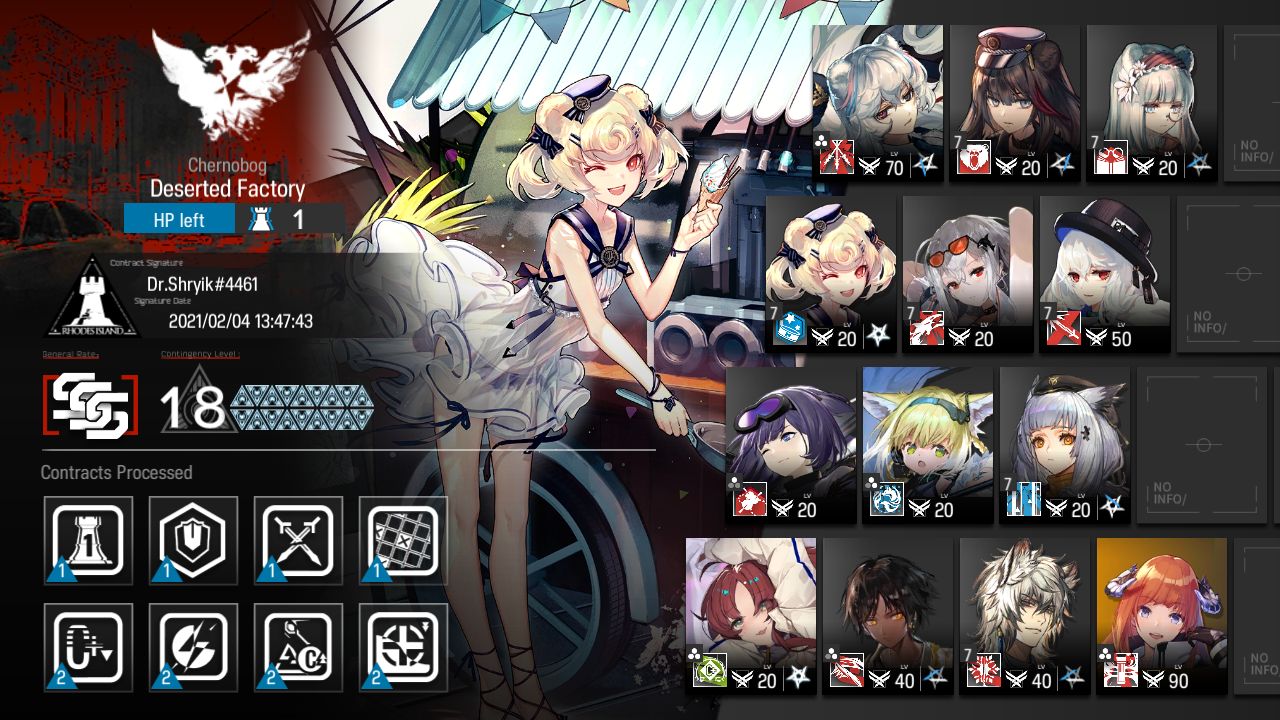 Chernobog
Deserted Factory
HP left 1
Contract Signature
Dr.Shryik#4461
Signature Date
2021/02/04 13:47:43
RHODES ISLAND
General Rate:
Contingency Level:
SSS
18
Contracts Processed
1
1 1 1 1
2 2 2 2
LV 70
7 LV 20
7 LV 20
NO INFO/
7 LV 20
7 LV 20
7 LV 50
NO INFO/
LV 20
LV 20
7 LV 20
NO INFO/
LV 20
LV 40
7 LV 40
LV 90
NO INFO